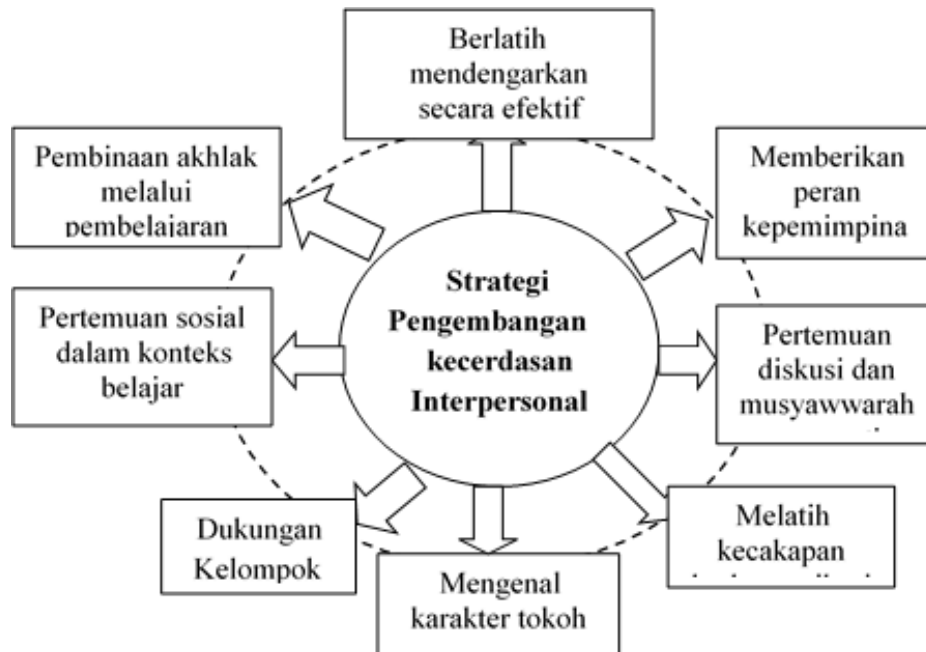 Berlatih
mendengarkan
secara efektif
Pembinaan akhlak
melalui
pembelajaran
Memberikan
peran
kepemimpina
Strategi
Pengembangan
kecerdasan
Interpersonal
Pertemuan sosial
dalam konteks
belajar
Pertemuan
diskusi dan
musyawwarah
Dukungan
Kelompok
Mengenal
karakter tokoh
Melatih
kecakapan